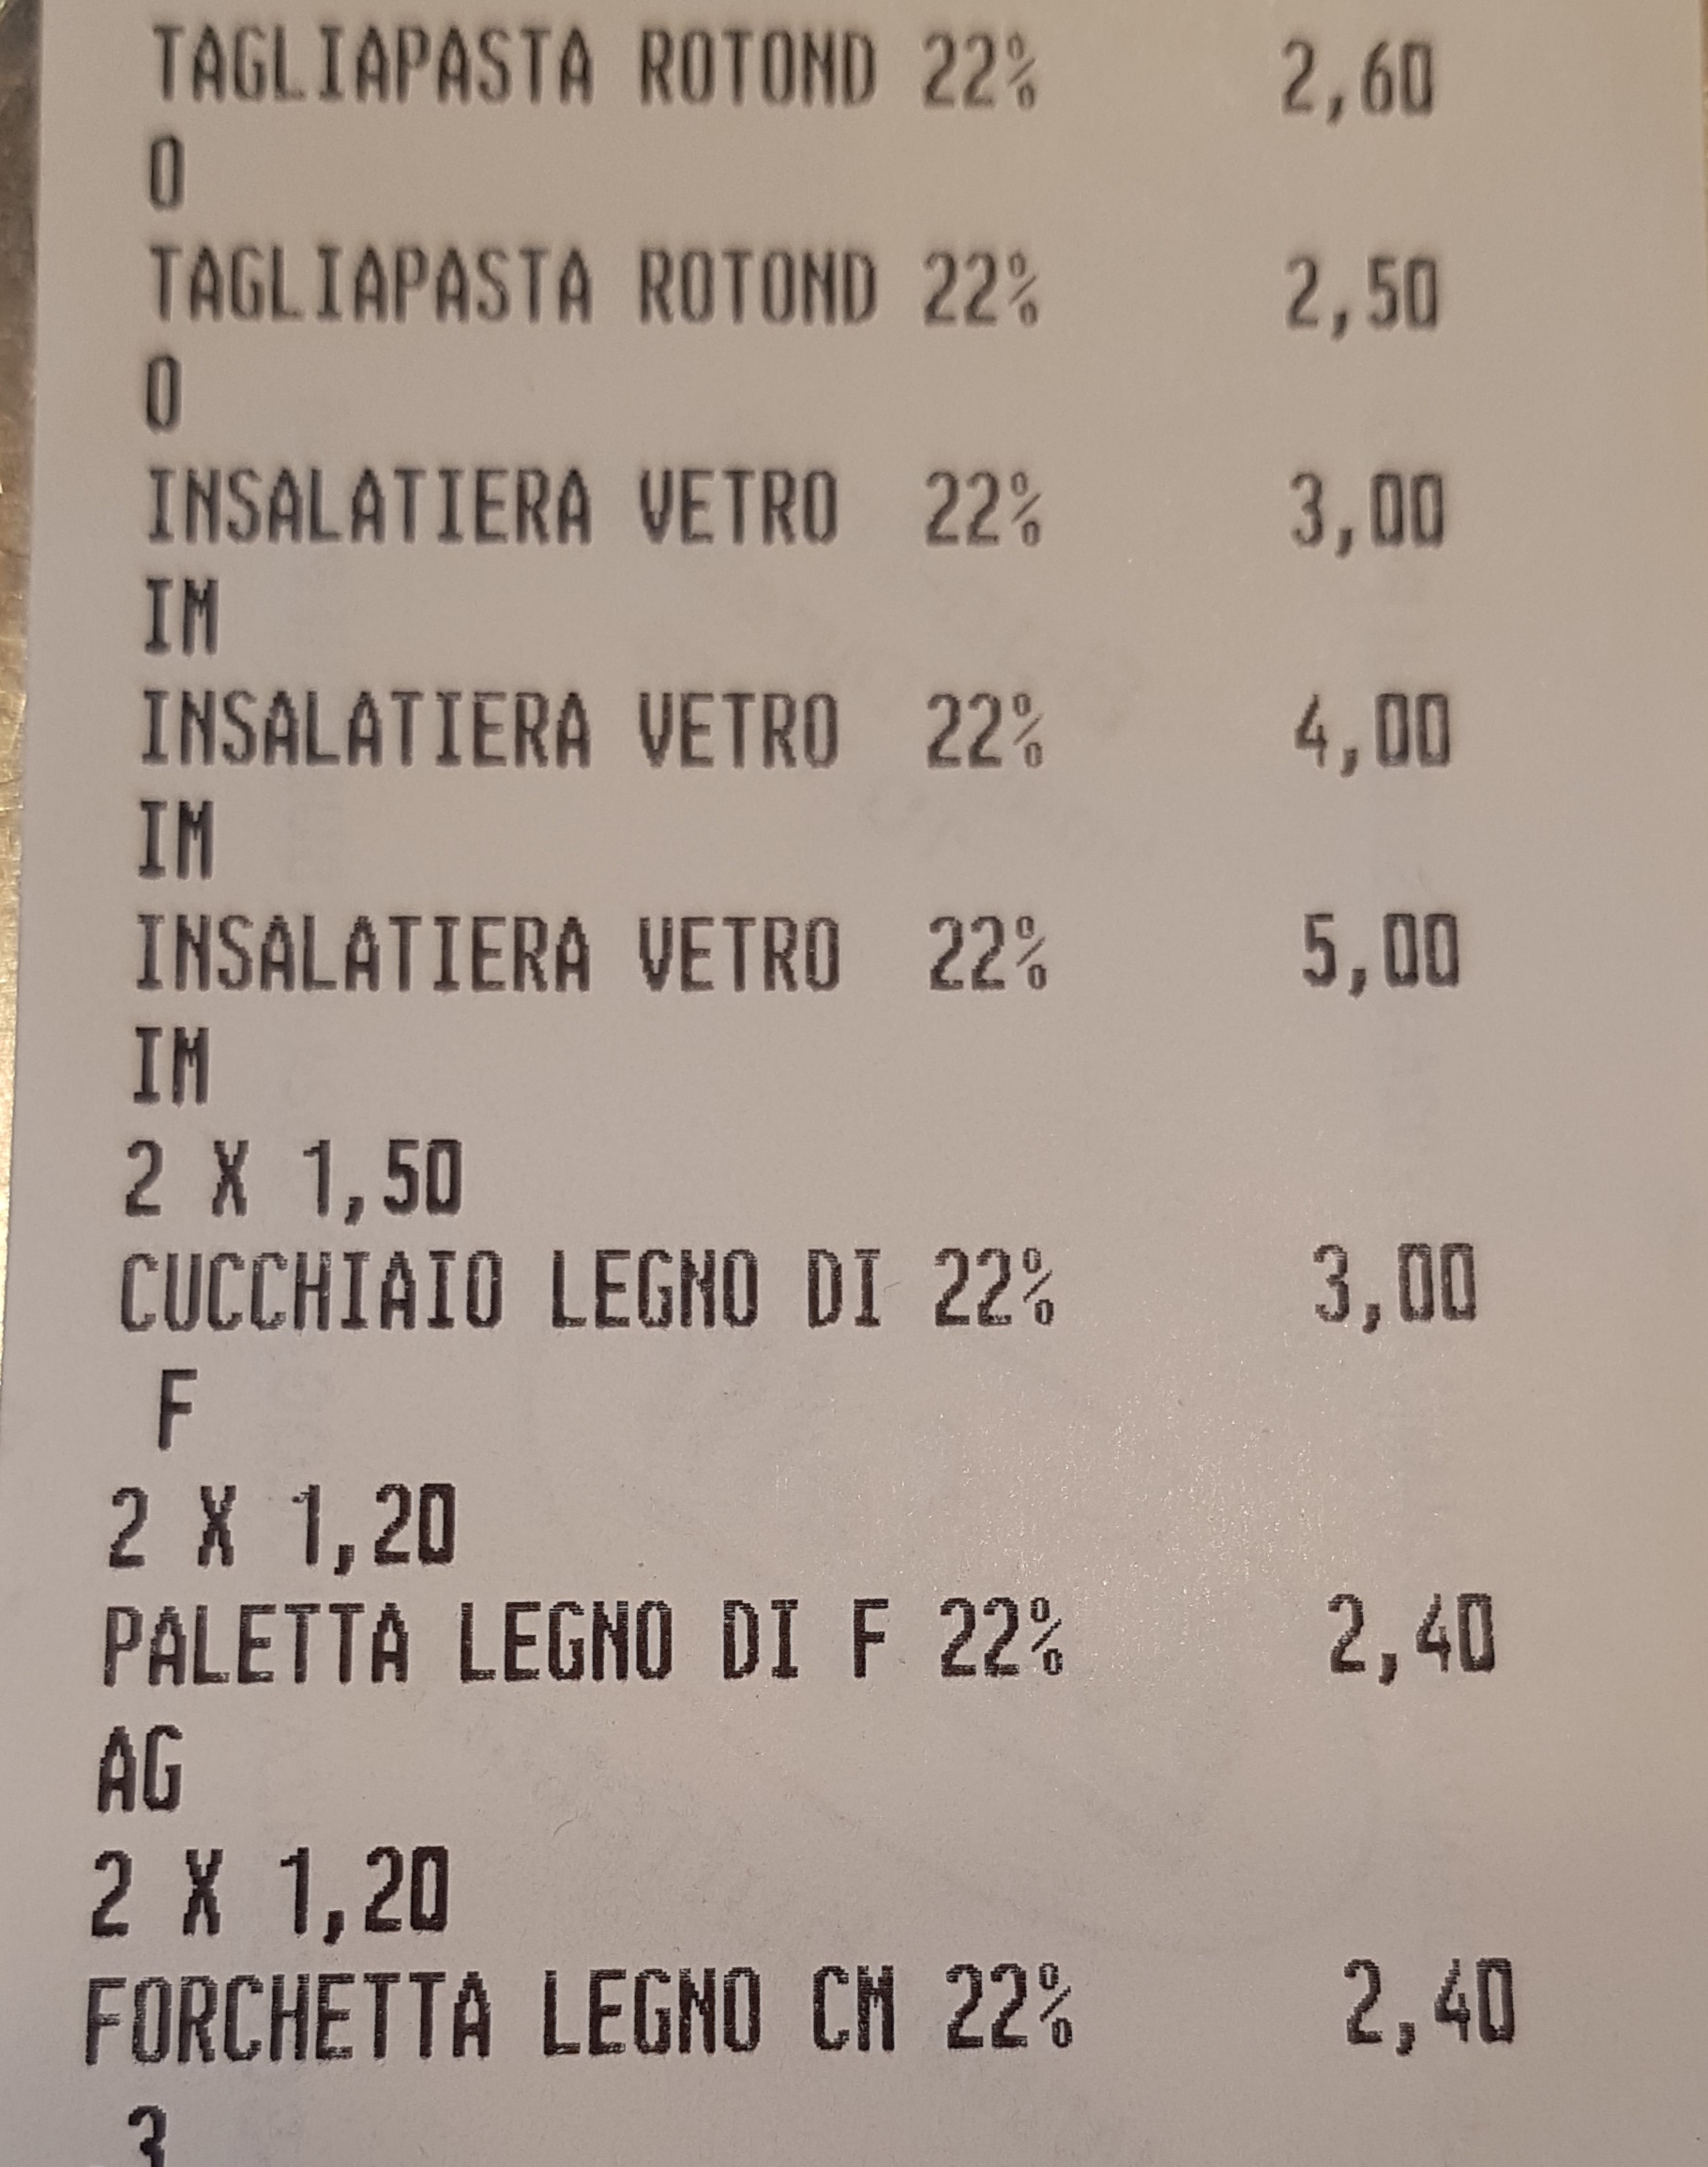 TAGLIAPASTA ROTOND 22% 2,60
O
TAGLIAPASTA ROTOND 22% 2,50
O
INSALATIERA VETRO 22% 3,00
IM
INSALATIERA VETRO 22% 4,00
IM
INSALATIERA VETRO 22% 5,00
IM
2 X 1,50
CUCCHIAIO LEGNO DI 22% 3,00
F
2 X 1,20
PALETTA LEGNO DI F 22% 2,40
AG
2 X 1,20
FORCHETTA LEGNO CM 22% 2,40
3